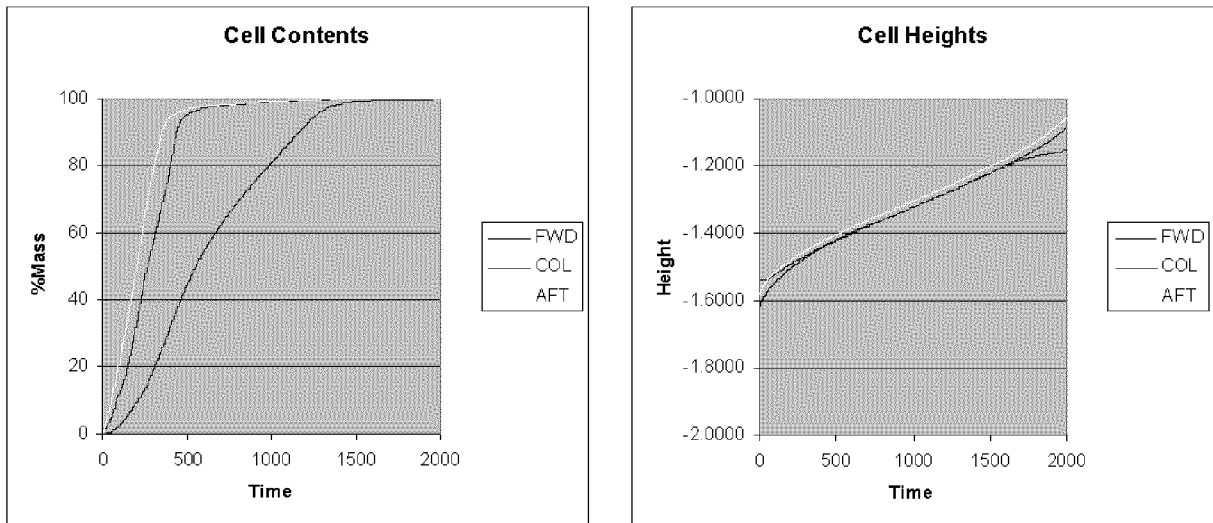 Cell Contents
100
80
60
40
20
0
%Mass
0 500 1000 1500 2000
Time
FWD
COL
AFT
Cell Heights
-1.0000
-1.2000
-1.4000
-1.6000
-1.8000
-2.0000
Height
0 500 1000 1500 2000
Time
FWD
COL
AFT